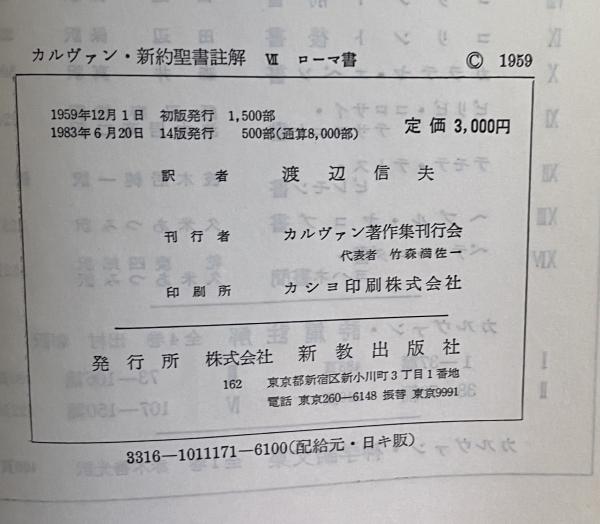 カルヴァン・新約聖書註解 Ⅶ ローマ書 © 1959
1959年12月1日 初版発行 1,500部
1983年6月20日 14版発行 500部(通算8,000部)
定価 3,000円
訳者 渡辺信夫
刊行者 カルヴァン著作集刊行会
代表者 竹森満佐一
印刷所 カショ印刷株式会社
発行所 株式会社 新教出版社
162 東京都新宿区新小川町3丁目1番地
電話 東京260―6148 振替 東京9991
3316―1011171―6100(配給元・日キ販)